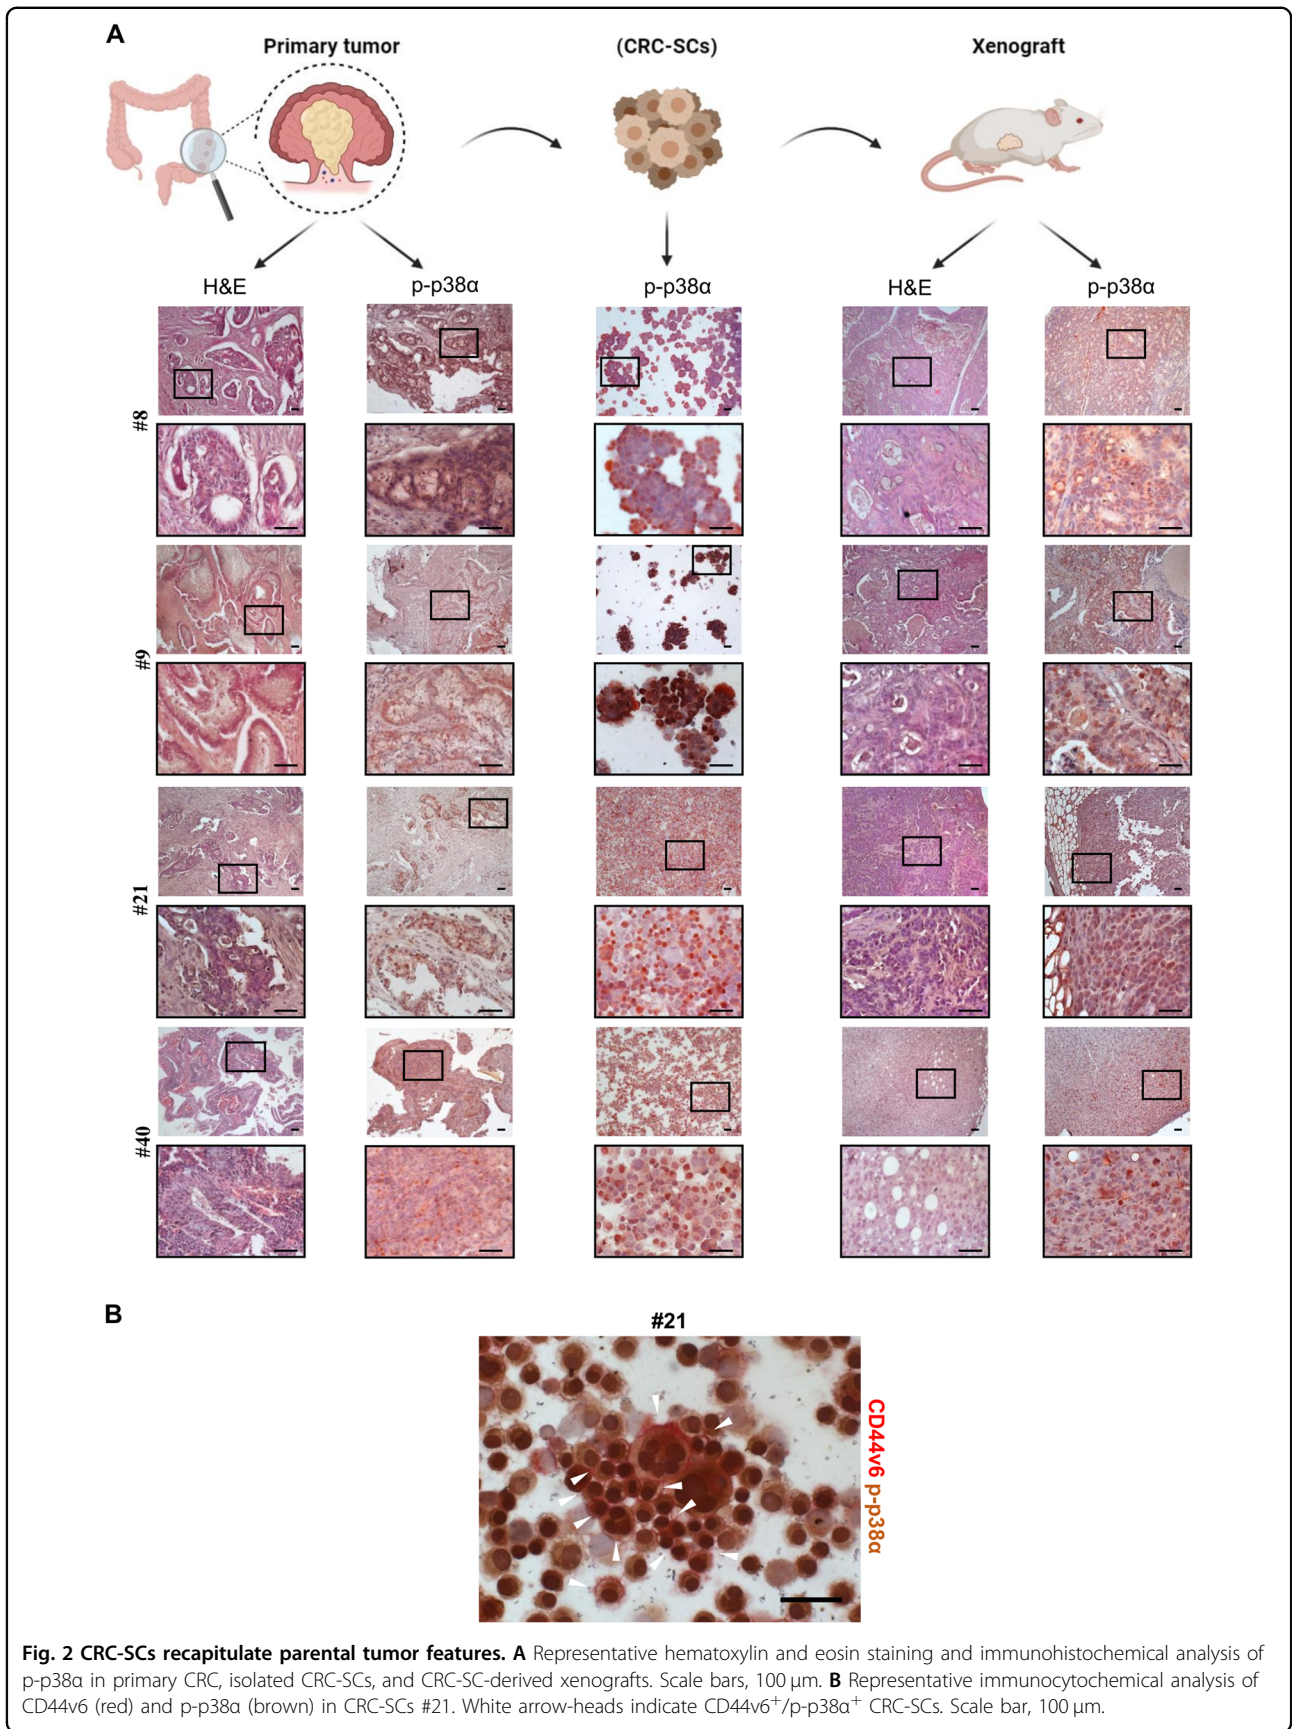 A
Primary tumor
(CRC-SCs)
Xenograft
H&E
p-p38α
p-p38α
H&E
p-p38α
#8
#9
#21
#40
B
#21
CD44v6 p-p38α
Fig. 2 CRC-SCs recapitulate parental tumor features. A Representative hematoxylin and eosin staining and immunohistochemical analysis of
p-p38α in primary CRC, isolated CRC-SCs, and CRC-SC-derived xenografts. Scale bars, 100 μm. B Representative immunocytochemical analysis of
CD44v6 (red) and p-p38α (brown) in CRC-SCs #21. White arrow-heads indicate CD44v6⁺/p-p38α⁺ CRC-SCs. Scale bar, 100 μm.